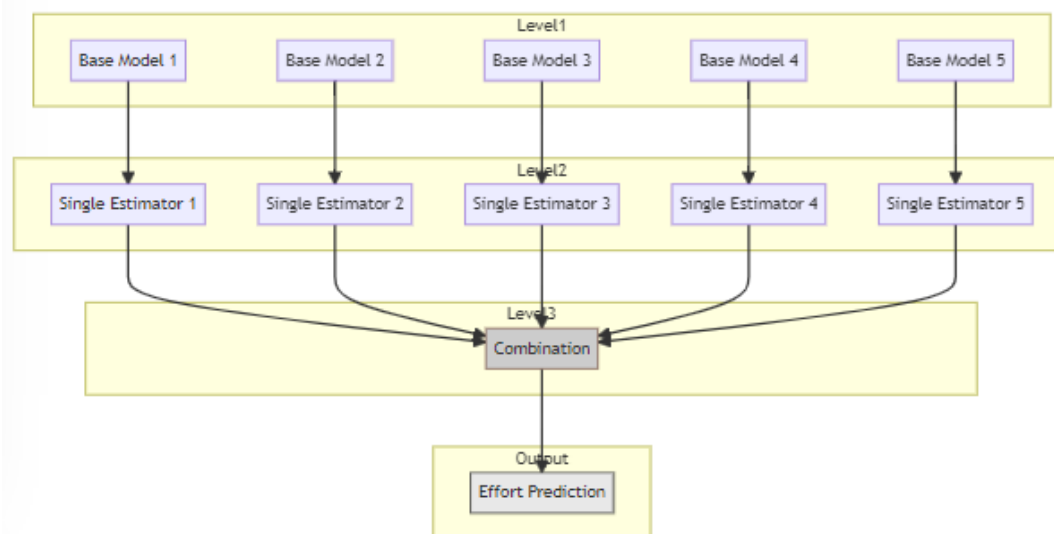 Level1
Base Model 1 Base Model 2 Base Model 3 Base Model 4 Base Model 5
Level2
Single Estimator 1 Single Estimator 2 Single Estimator 3 Single Estimator 4 Single Estimator 5
Level3
Combination
Output
Effort Prediction